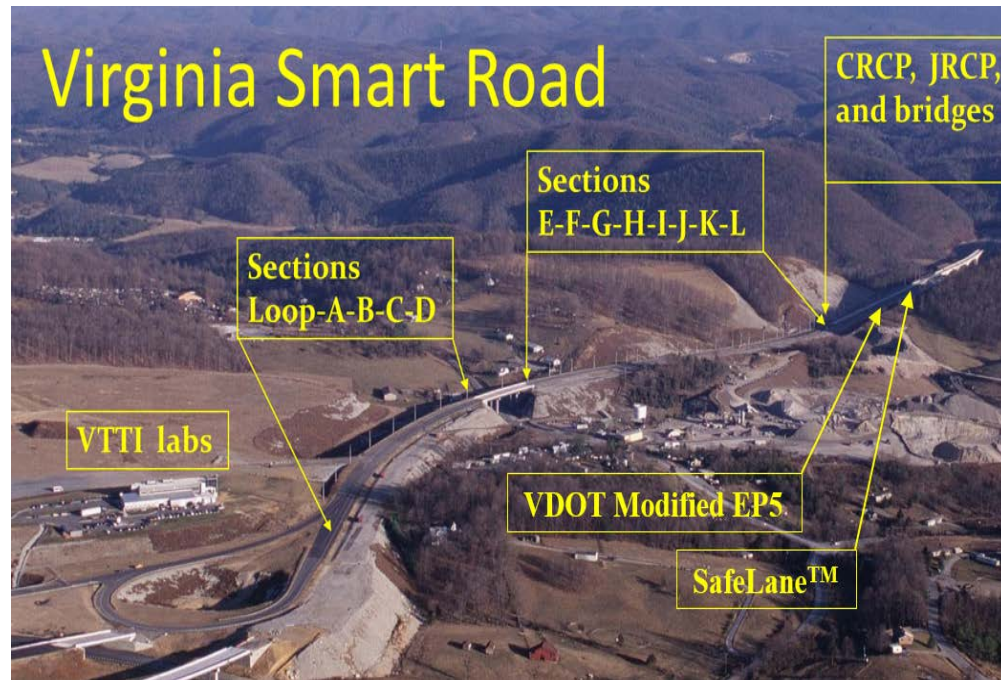 Virginia Smart Road
CRCP, JRCP,
and bridges
Sections
E-F-G-H-I-J-K-L
Sections
Loop-A-B-C-D
VTTI labs
VDOT Modified EP5
SafeLane™